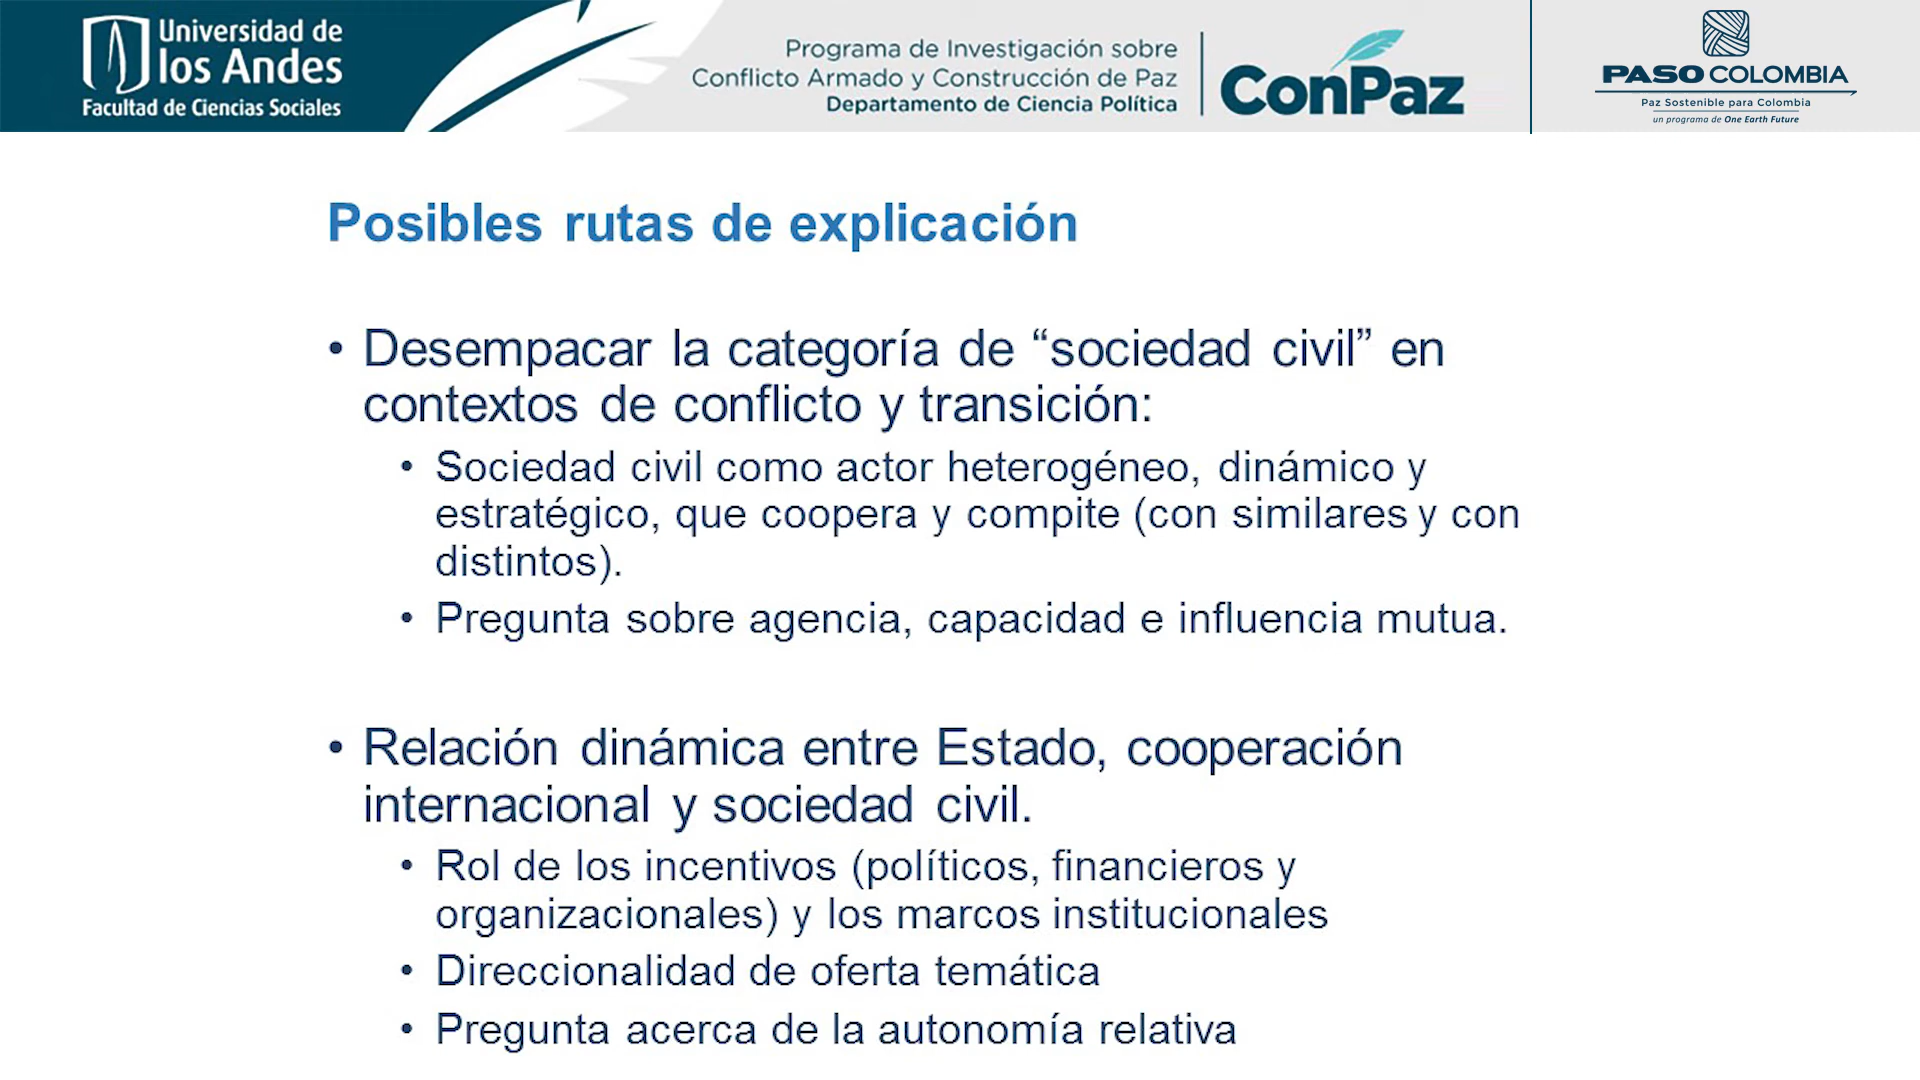 Universidad de
los Andes
Facultad de Ciencias Sociales
Programa de Investigación sobre
Conflicto Armado y Construcción de Paz
Departamento de Ciencia Política
ConPaz
PASO COLOMBIA
Paz Sostenible para Colombia
un programa de One Earth Future
Posibles rutas de explicación
• Desempacar la categoría de “sociedad civil” en
contextos de conflicto y transición:
• Sociedad civil como actor heterogéneo, dinámico y
estratégico, que coopera y compite (con similares y con
distintos).
• Pregunta sobre agencia, capacidad e influencia mutua.
• Relación dinámica entre Estado, cooperación
internacional y sociedad civil.
• Rol de los incentivos (políticos, financieros y
organizacionales) y los marcos institucionales
• Direccionalidad de oferta temática
• Pregunta acerca de la autonomía relativa